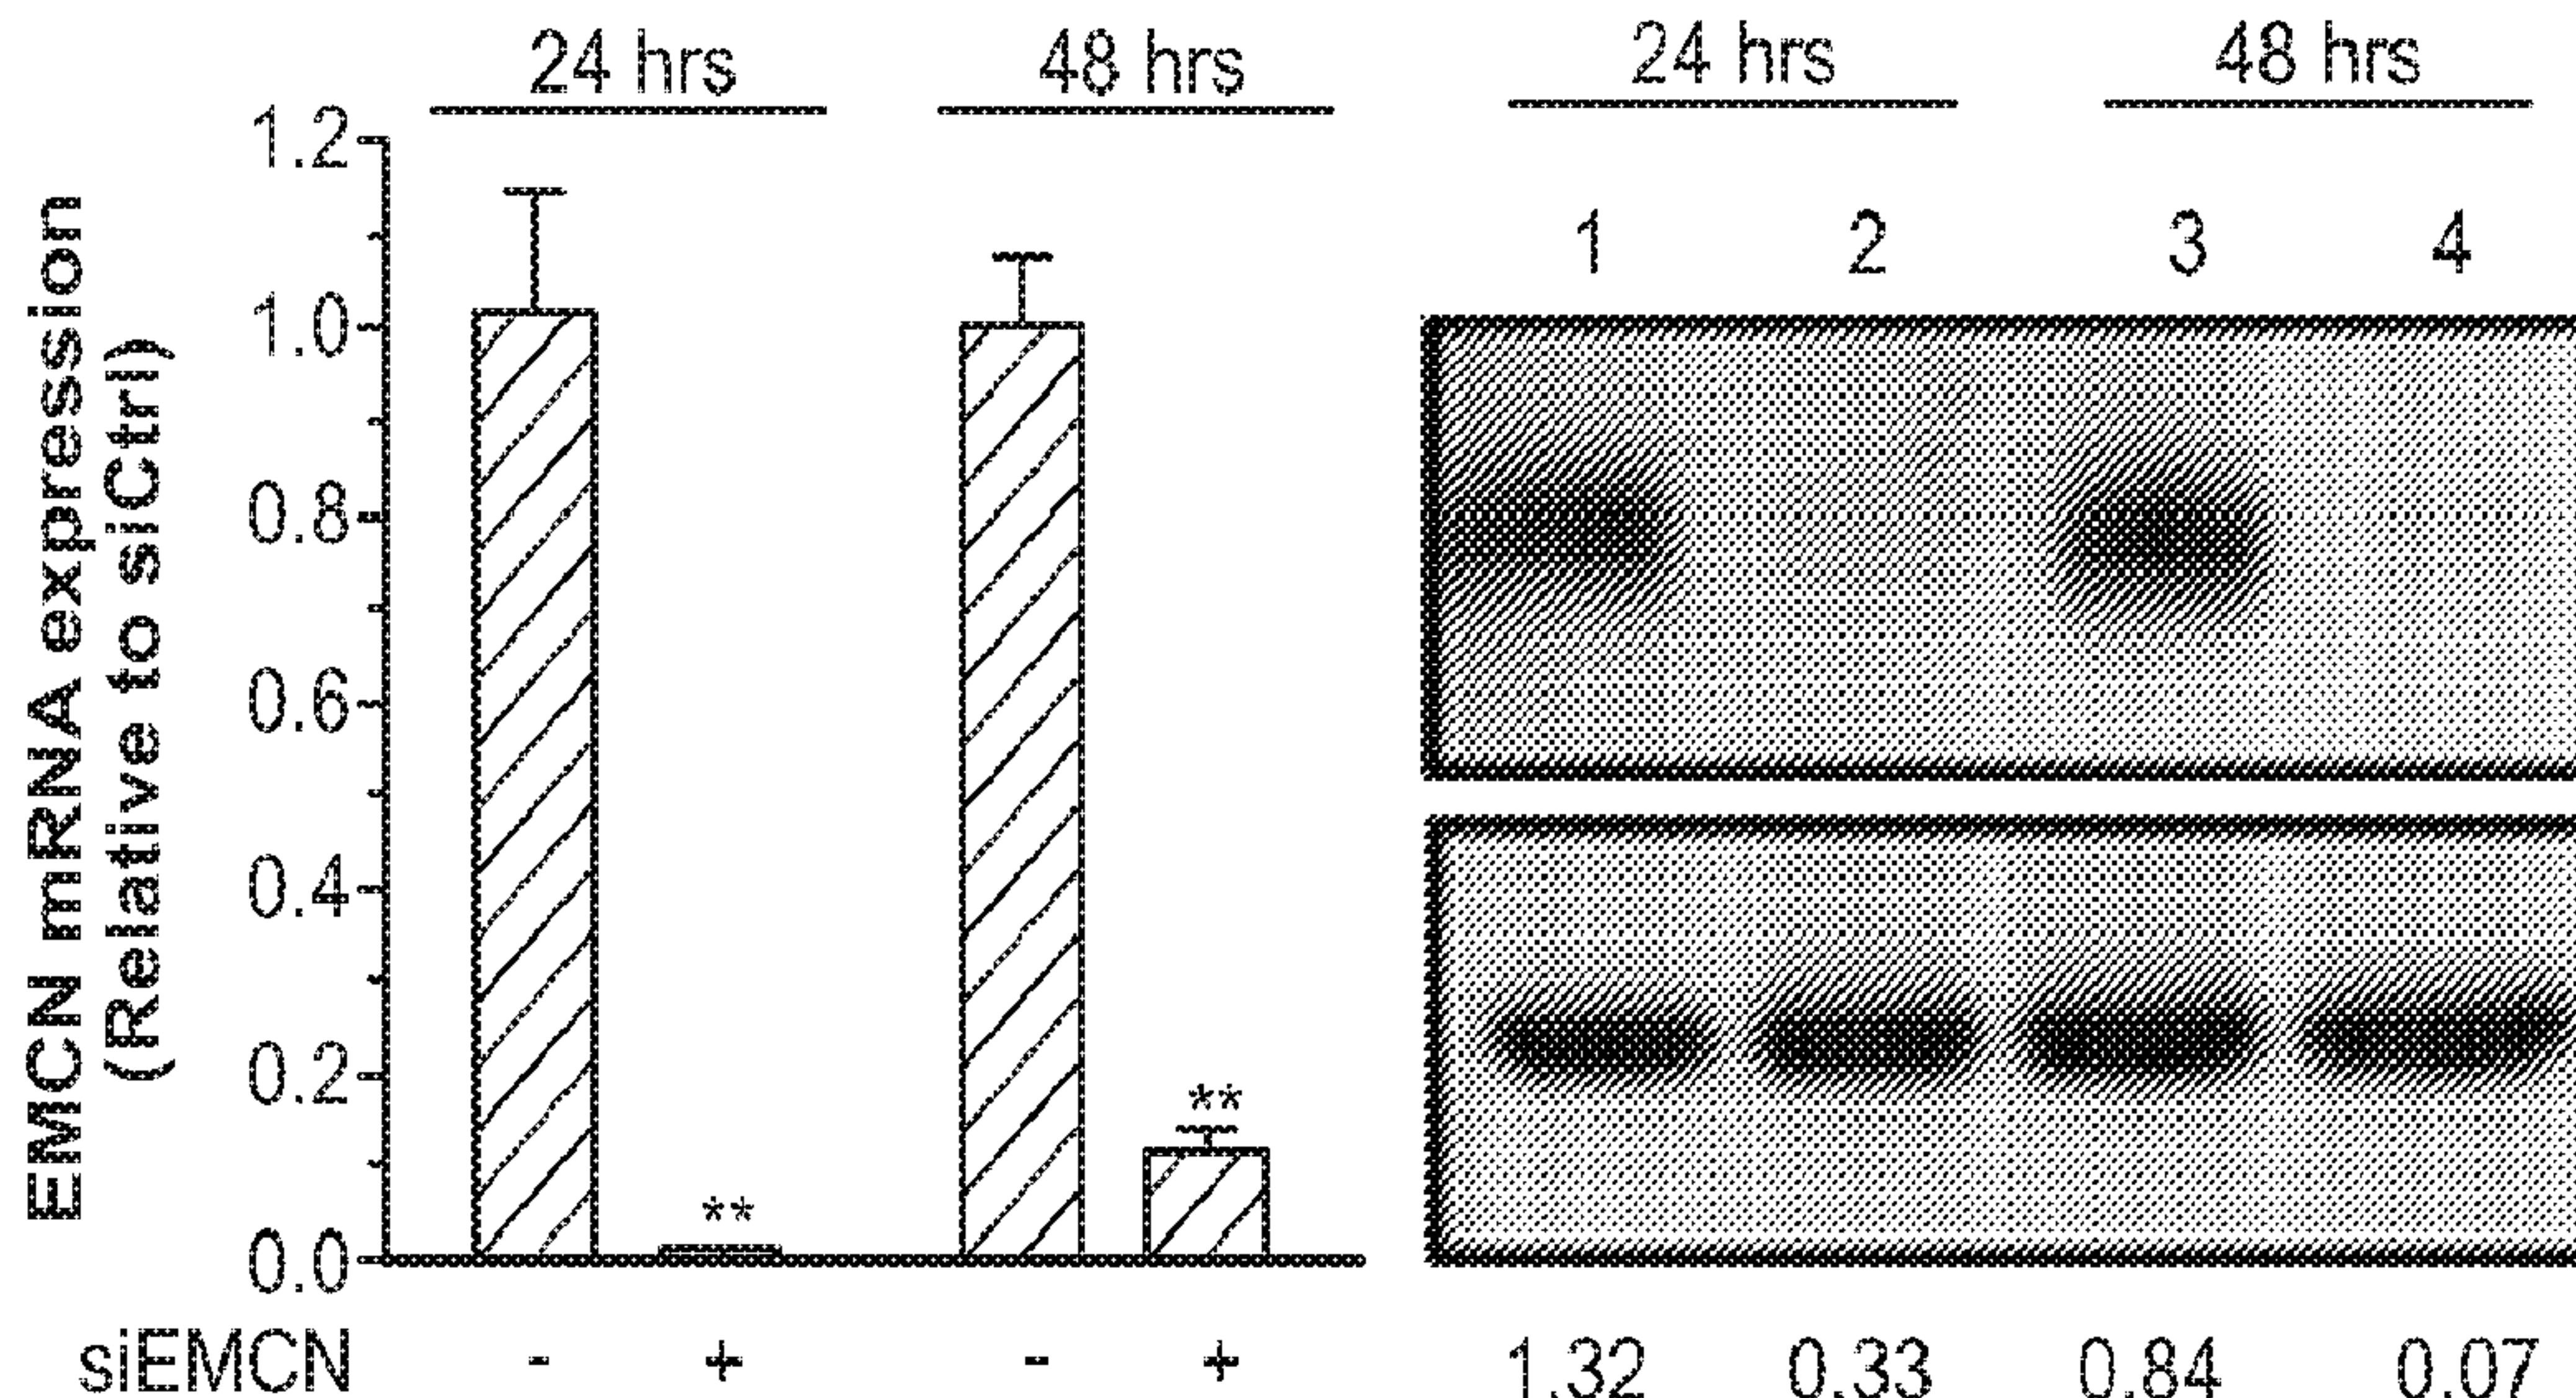 24 hrs 48 hrs
EMCN mRNA expression
(Relative to siCtrl)
1.2
1.0
0.8
0.6
0.4
0.2
0.0
** **
siEMCN - + - +
24 hrs 48 hrs
1 2 3 4
1.32 0.33 0.84 0.07